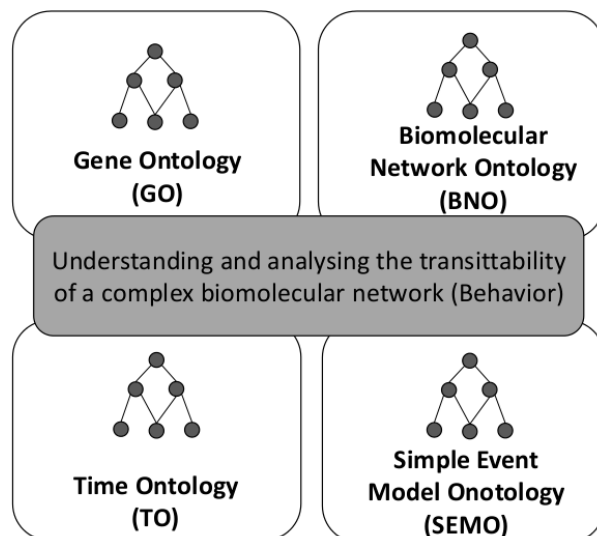 Gene Ontology
(GO)
Biomolecular
Network Ontology
(BNO)
Understanding and analysing the transittability
of a complex biomolecular network (Behavior)
Time Ontology
(TO)
Simple Event
Model Onotology
(SEMO)